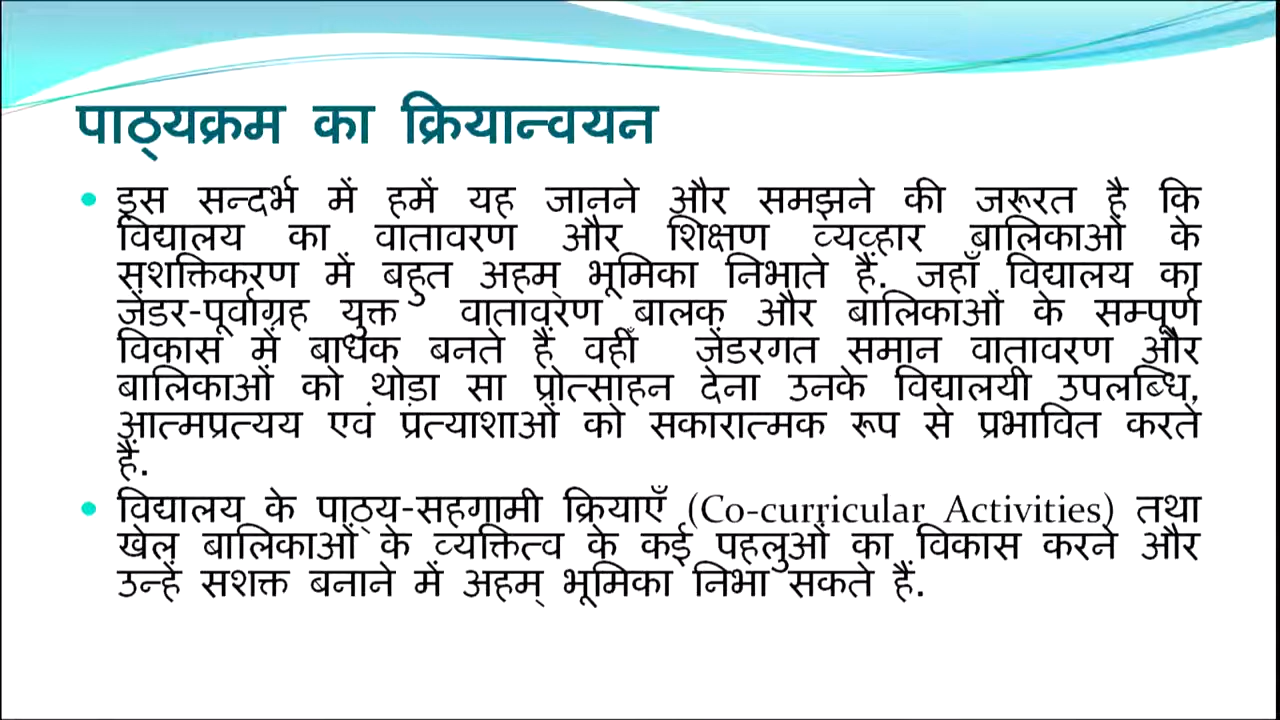 पाठ्यक्रम का क्रियान्वयन
इस सन्दर्भ में हमें यह जानने और समझने की जरूरत है कि
विद्यालय का वातावरण और शिक्षण व्यव्हार बालिकाओं के
सशक्तिकरण में बहुत अहम् भूमिका निभाते हैं. जहाँ विद्यालय का
जेंडर-पूर्वाग्रह युक्त वातावरण बालक और बालिकाओं के सम्पूर्ण
विकास में बाधक बनते हैं वहीँ जेंडरगत समान वातावरण और
बालिकाओं को थोड़ा सा प्रोत्साहन देना उनके विद्यालयी उपलब्धि,
आत्मप्रत्यय एवं प्रत्याशाओं को सकारात्मक रूप से प्रभावित करते
हैं.
विद्यालय के पाठ्य-सहगामी क्रियाएँ (Co-curricular Activities) तथा
खेल बालिकाओं के व्यक्तित्व के कई पहलुओं का विकास करने और
उन्हें सशक्त बनाने में अहम् भूमिका निभा सकते हैं.